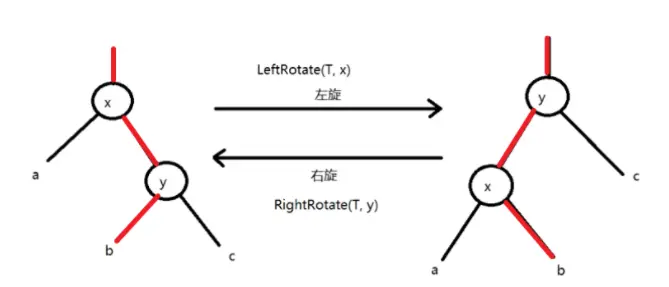 LeftRotate(T, x)
左旋
右旋
RightRotate(T, y)
x
a
y
b
c
y
c
x
a
b